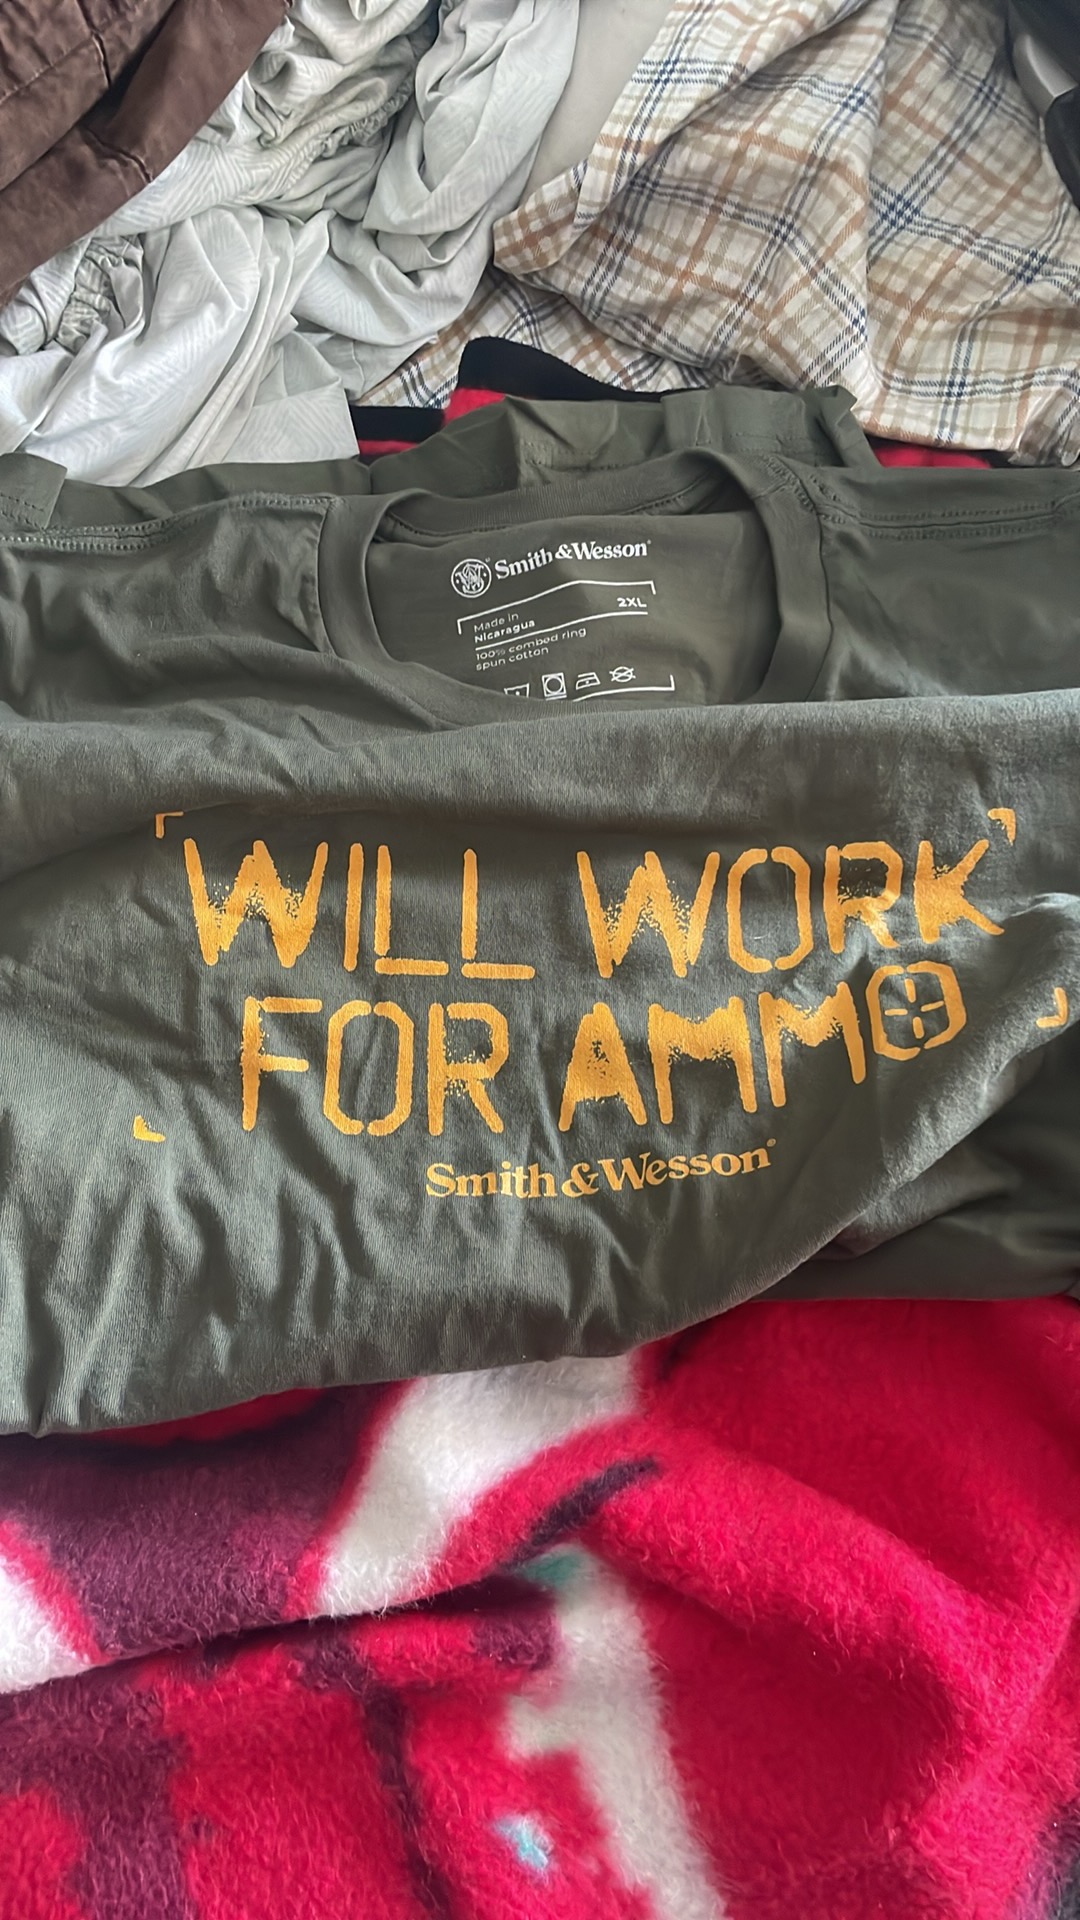 Smith & Wesson
2XL
Made in
Nicaragua
100% combed ring
spun cotton
WILL WORK
FOR AMMO
Smith & Wesson